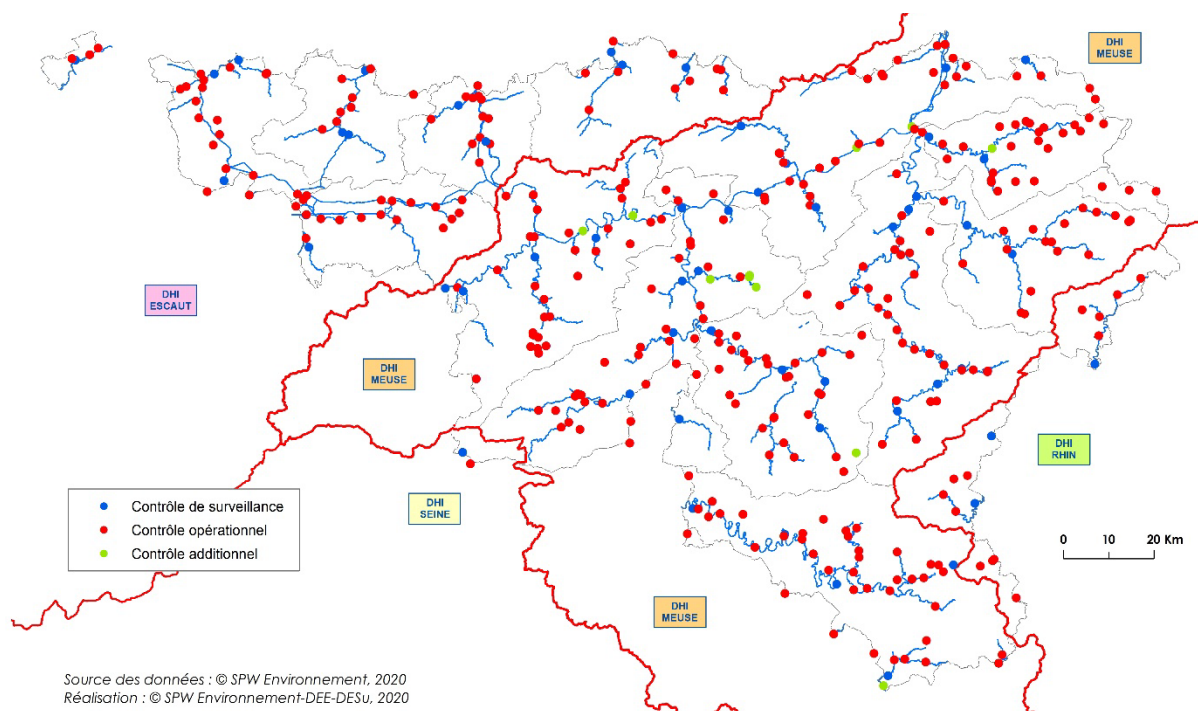 DHI
MEUSE
DHI
ESCAUT
DHI
MEUSE
DHI
RHIN
DHI
SEINE
Contrôle de surveillance
Contrôle opérationnel
Contrôle additionnel
0 10 20 Km
DHI
MEUSE
Source des données : © SPW Environnement, 2020
Réalisation : © SPW Environnement-DEE-DESu, 2020